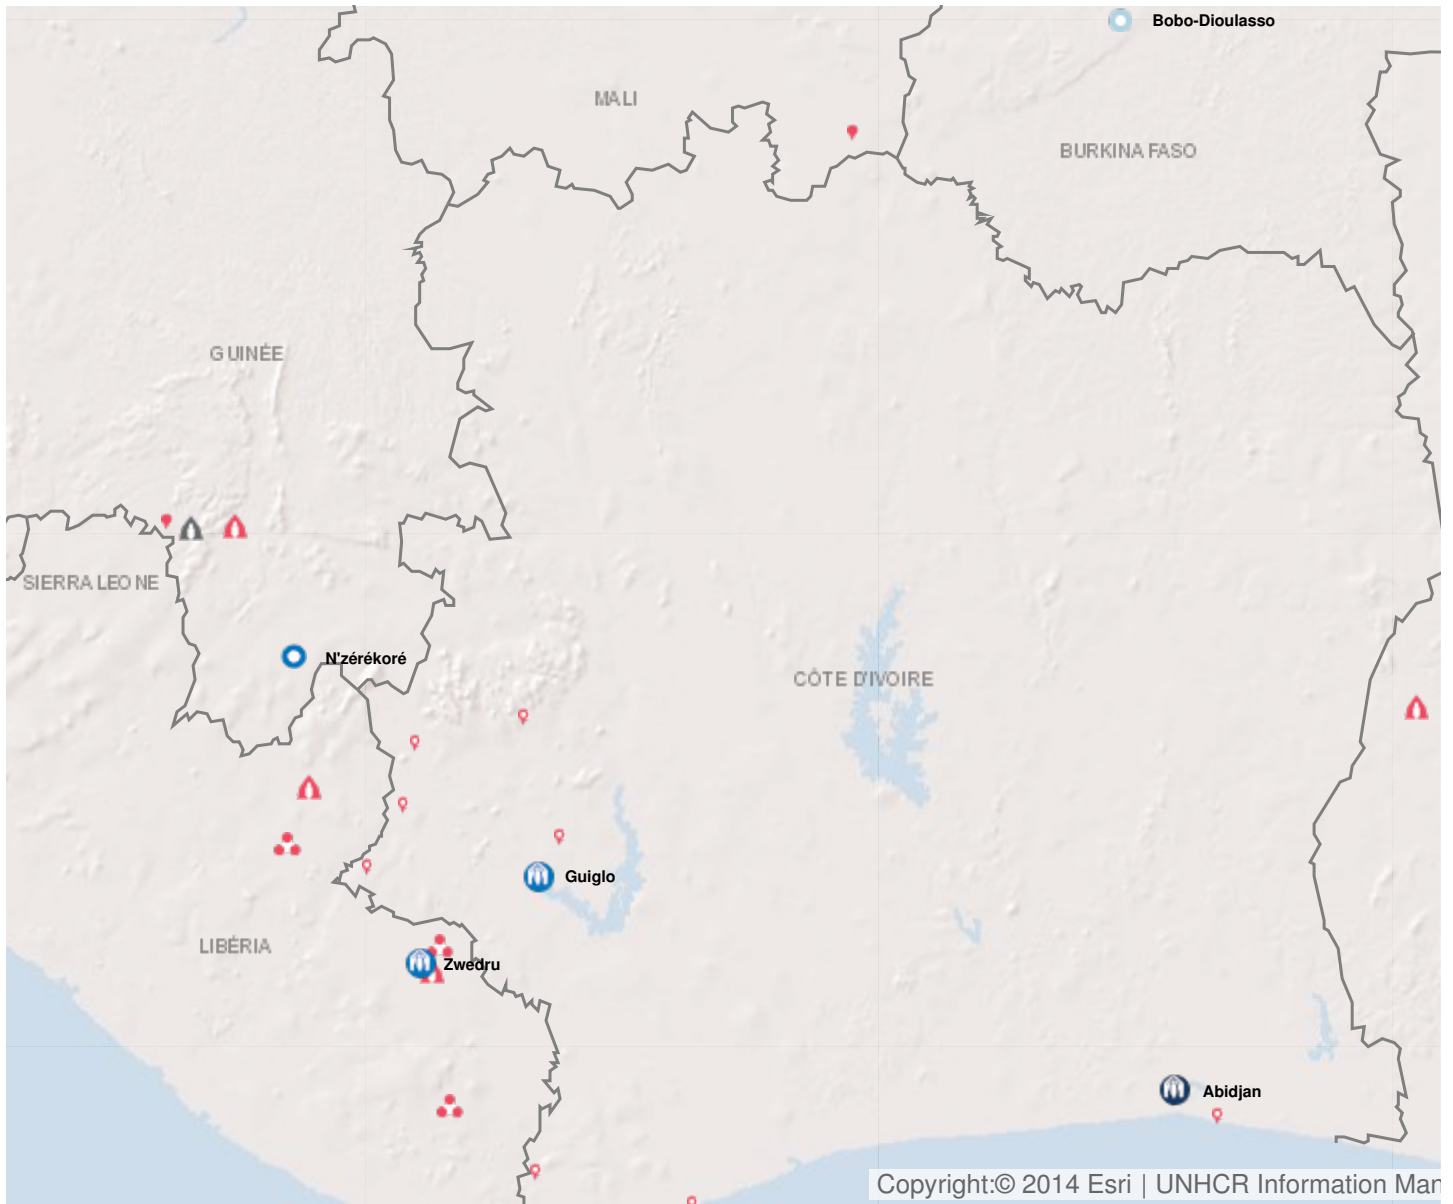 Bobo-Dioulasso
MALI
BURKINA FASO
GUINÉE
SIERRA LEONE
N'zérékoré
CÔTE D'IVOIRE
Guiglo
LIBÉRIA
Zwedru
Abidjan
Copyright:© 2014 Esri | UNHCR Information Man